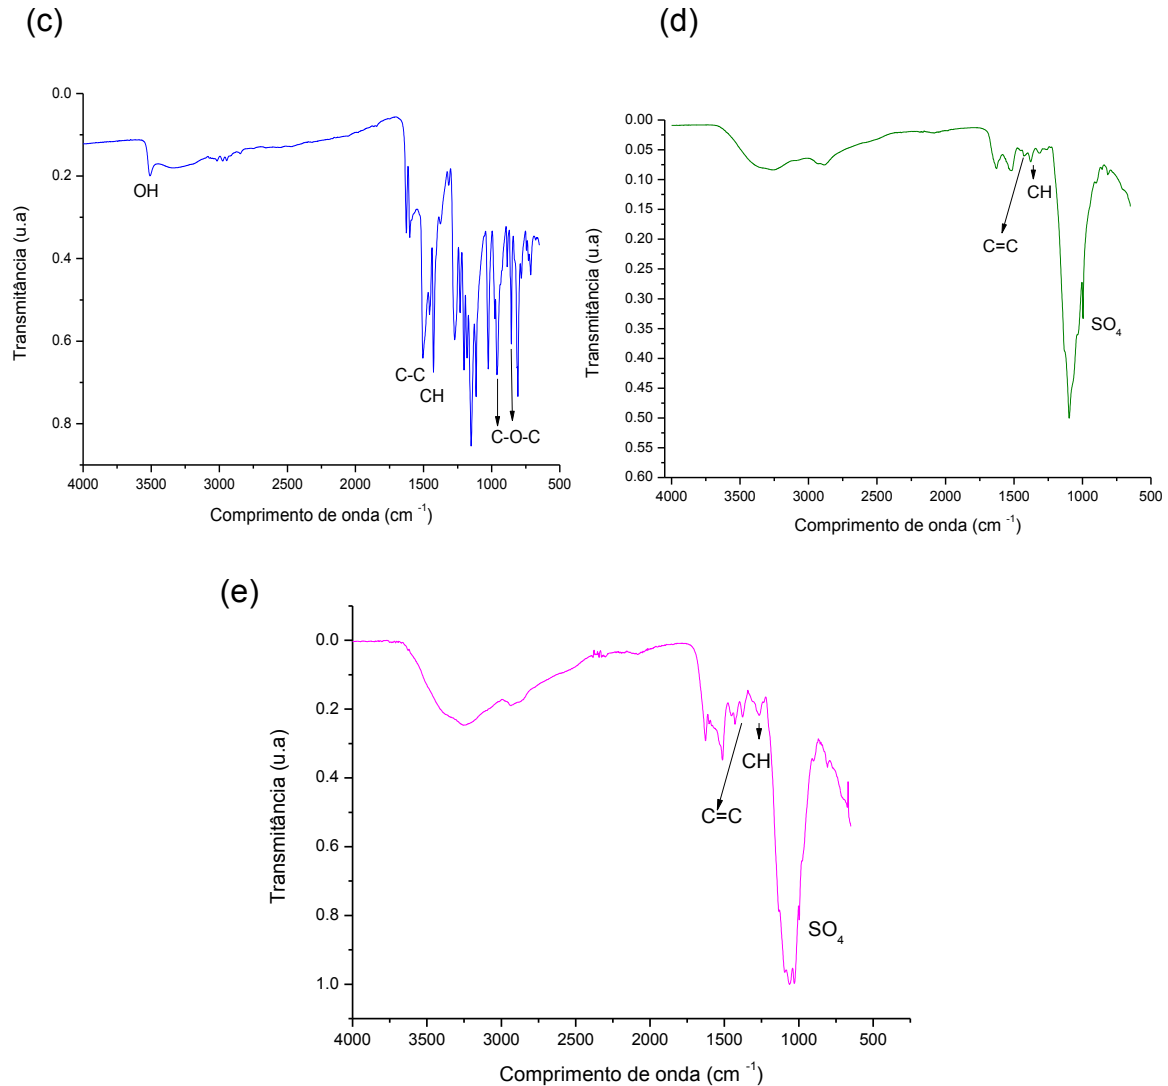 (c)
0.0
0.2
0.4
0.6
0.8
Transmitância (u.a)
OH
C-C
CH
C-O-C
4000 3500 3000 2500 2000 1500 1000 500
Comprimento de onda (cm ⁻¹)
(d)
0.00
0.05
0.10
0.15
0.20
0.25
0.30
0.35
0.40
0.45
0.50
0.55
0.60
Transmitância (u.a)
CH
C=C
SO₄
4000 3500 3000 2500 2000 1500 1000 500
Comprimento de onda (cm ⁻¹)
(e)
0.0
0.2
0.4
0.6
0.8
1.0
Transmitância (u.a)
CH
C=C
SO₄
4000 3500 3000 2500 2000 1500 1000 500
Comprimento de onda (cm ⁻¹)